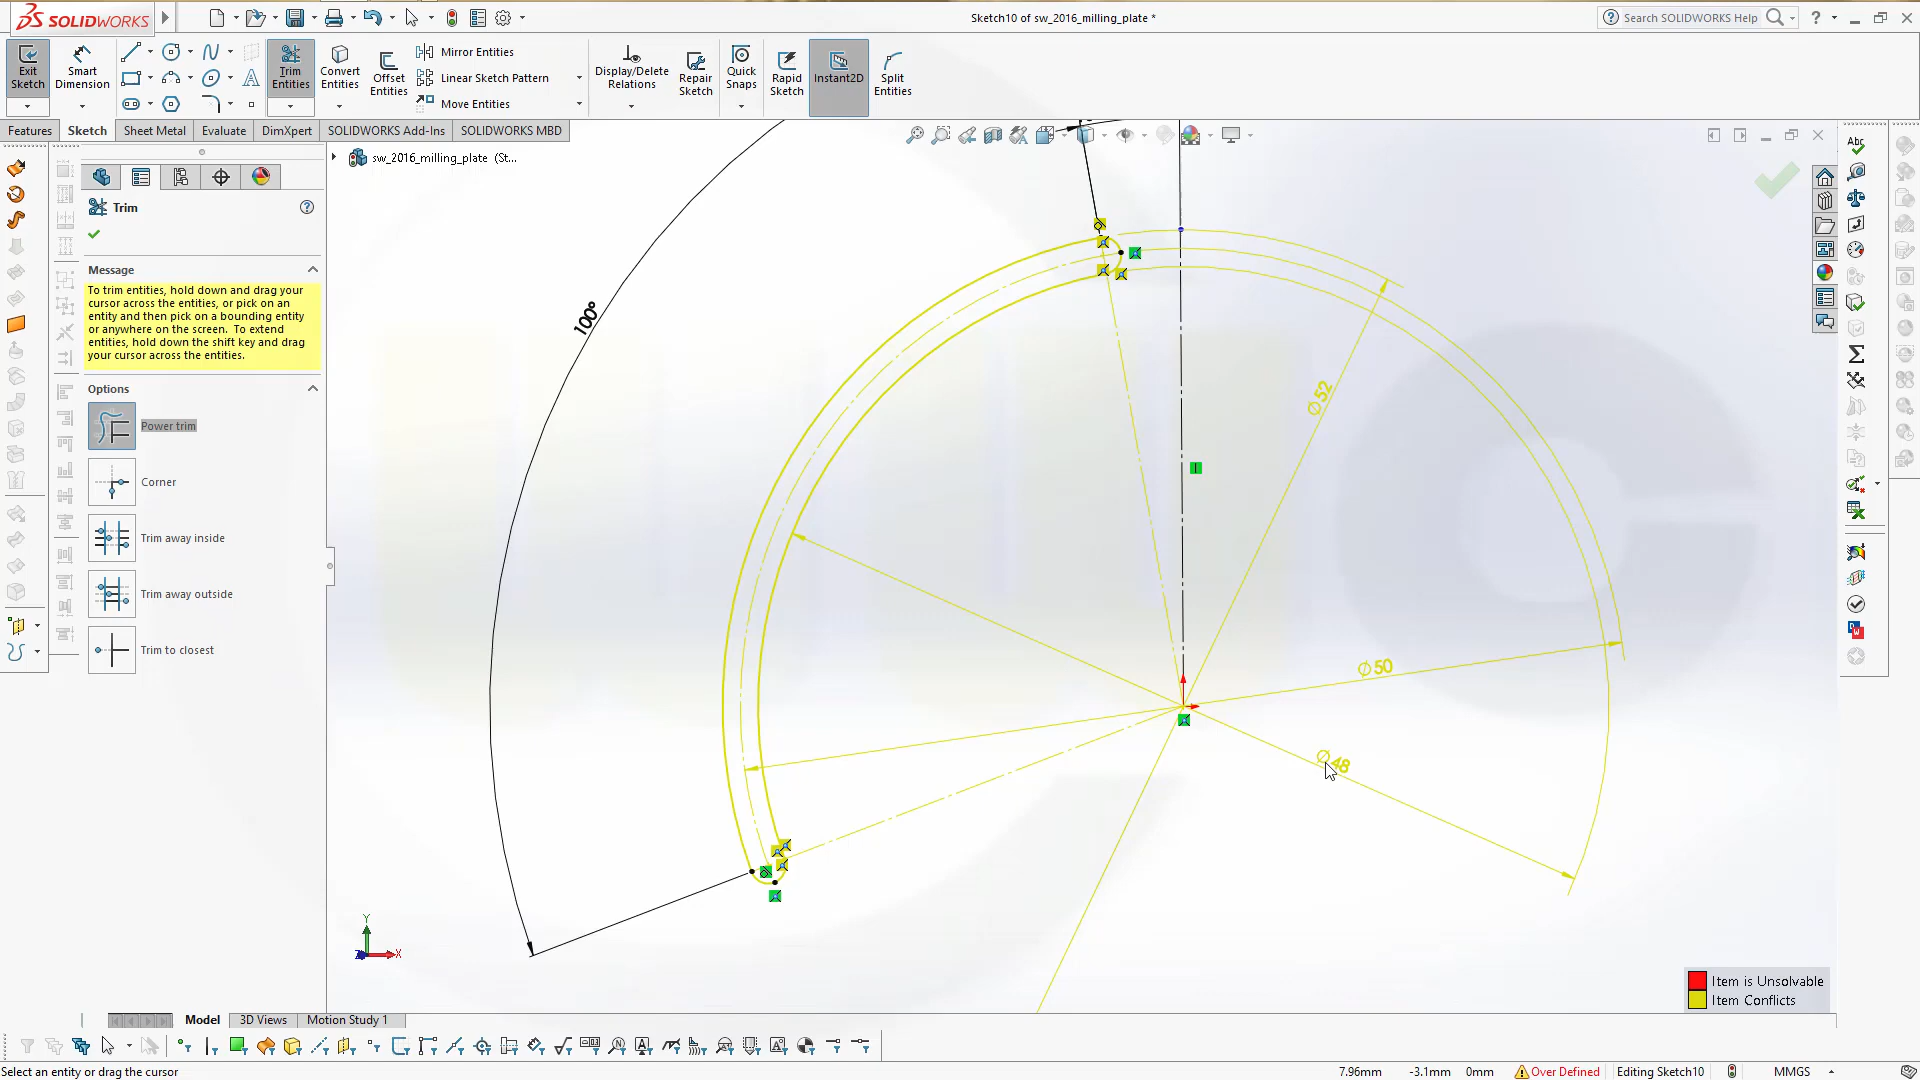 SOLIDWORKS
Sketch10 of sw_2016_milling_plate *
Search SOLIDWORKS Help
Exit Sketch
Smart Dimension
Trim Entities
Convert Entities
Offset Entities
Mirror Entities
Linear Sketch Pattern
Move Entities
Display/Delete Relations
Repair Sketch
Quick Snaps
Rapid Sketch
Instant2D
Split Entities
Features
Sketch
Sheet Metal
Evaluate
DimXpert
SOLIDWORKS Add-Ins
SOLIDWORKS MBD
sw_2016_milling_plate (St...
Trim
Message
To trim entities, hold down and drag your
cursor across the entities, or pick on an
entity and then pick on a bounding entity
or anywhere on the screen. To extend
entities, hold down the shift key and drag
your cursor across the entities.
Options
Power trim
Corner
Trim away inside
Trim away outside
Trim to closest
100°
∅52
∅50
∅48
Y
X
Z
Item is Unsolvable
Item Conflicts
Model
3D Views
Motion Study 1
Select an entity or drag the cursor
7.96mm
-3.1mm
0mm
Over Defined
Editing Sketch10
MMGS